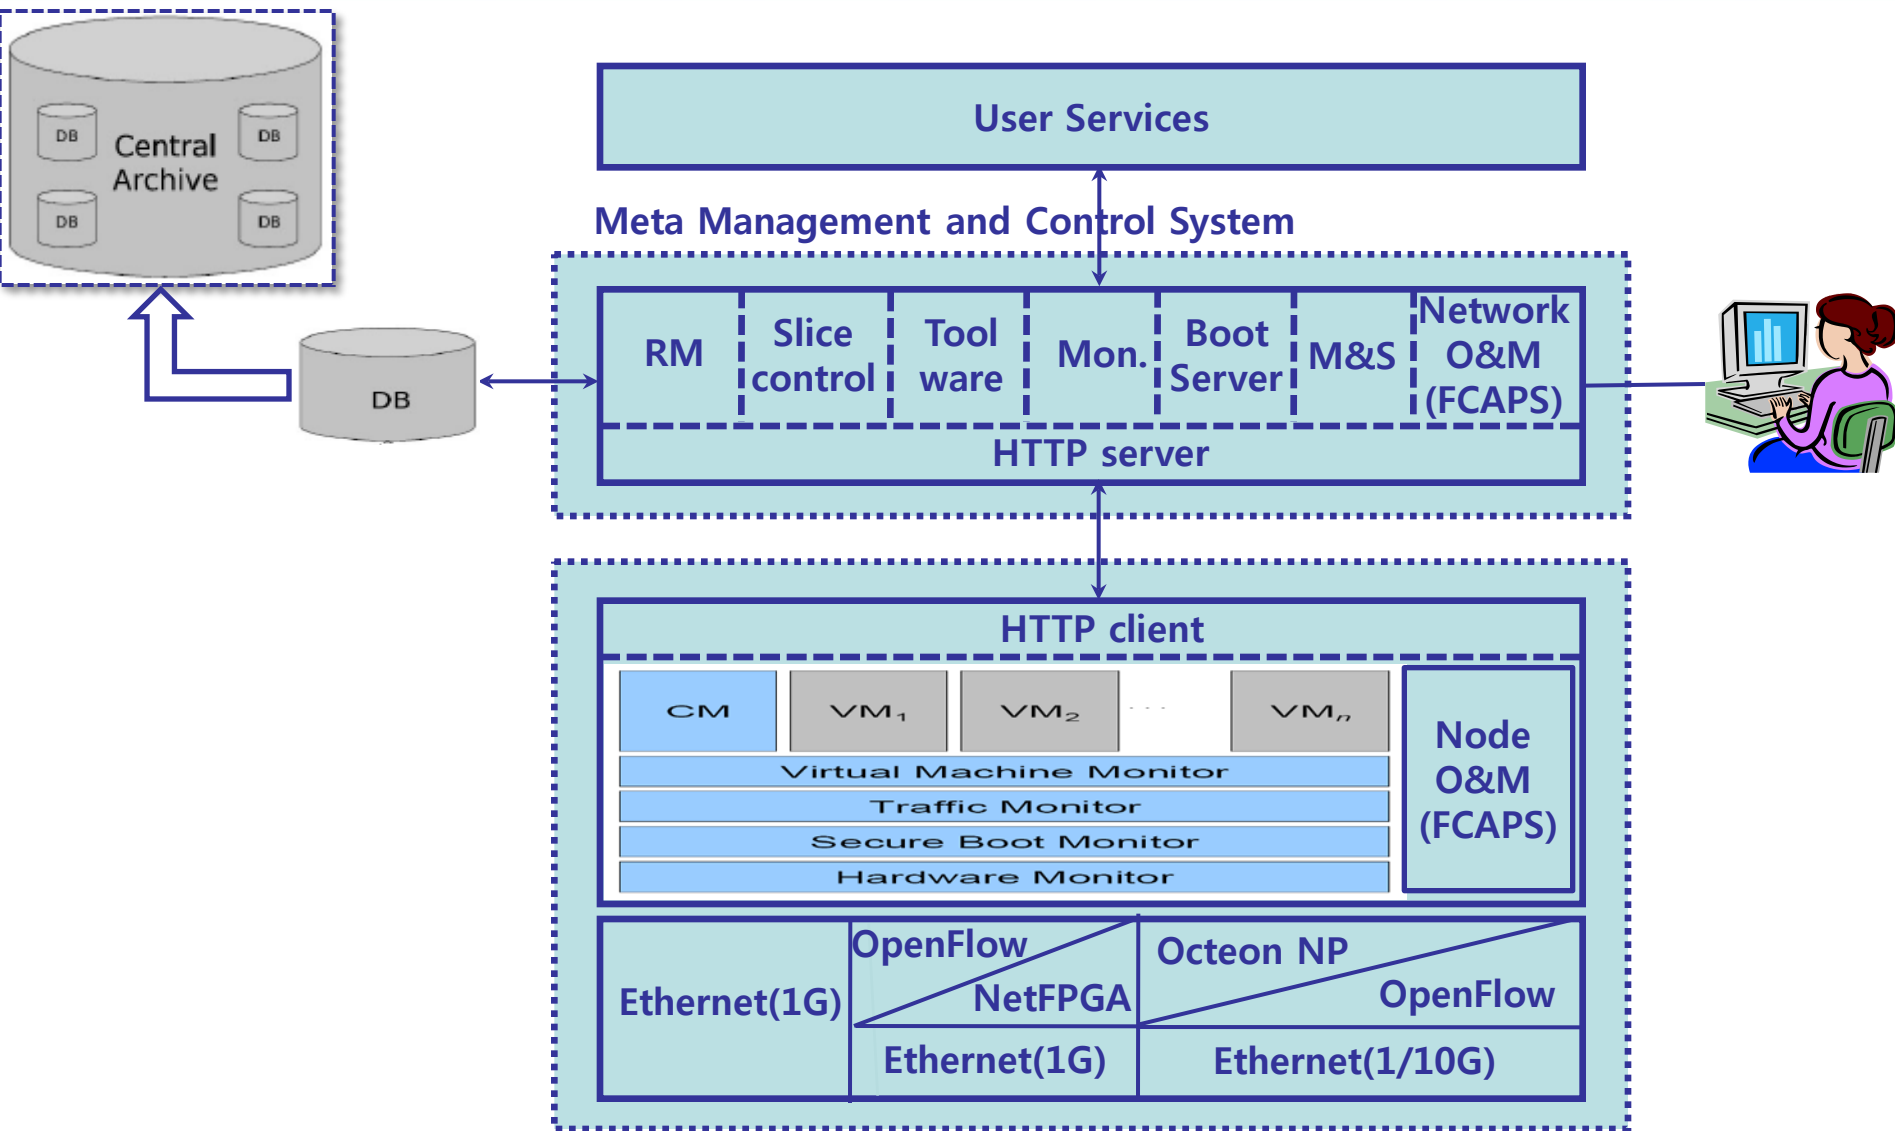 DB
DB
Central
Archive
DB
DB
DB
User Services
Meta Management and Control System
RM
Slice
control
Tool
ware
Mon.
Boot
Server
M&S
Network
O&M
(FCAPS)
HTTP server
HTTP client
CM
VM1
VM2
. . .
VMn
Virtual Machine Monitor
Traffic Monitor
Secure Boot Monitor
Hardware Monitor
Node
O&M
(FCAPS)
Ethernet(1G)
OpenFlow
NetFPGA
Ethernet(1G)
Octeon NP
OpenFlow
Ethernet(1/10G)